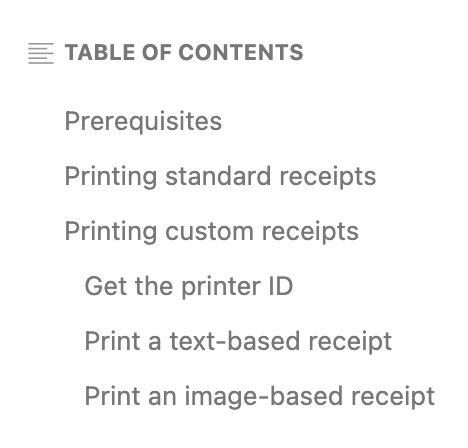 TABLE OF CONTENTS
Prerequisites
Printing standard receipts
Printing custom receipts
Get the printer ID
Print a text-based receipt
Print an image-based receipt